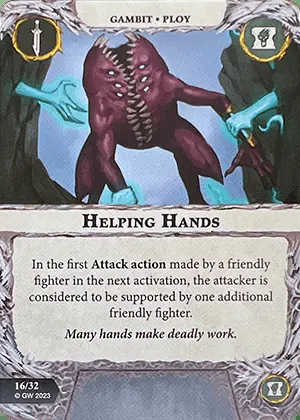 GAMBIT • PLOY
HELPING HANDS
In the first Attack action made by a friendly
fighter in the next activation, the attacker is
considered to be supported by one additional
friendly fighter.
Many hands make deadly work.
16/32
© GW 2023